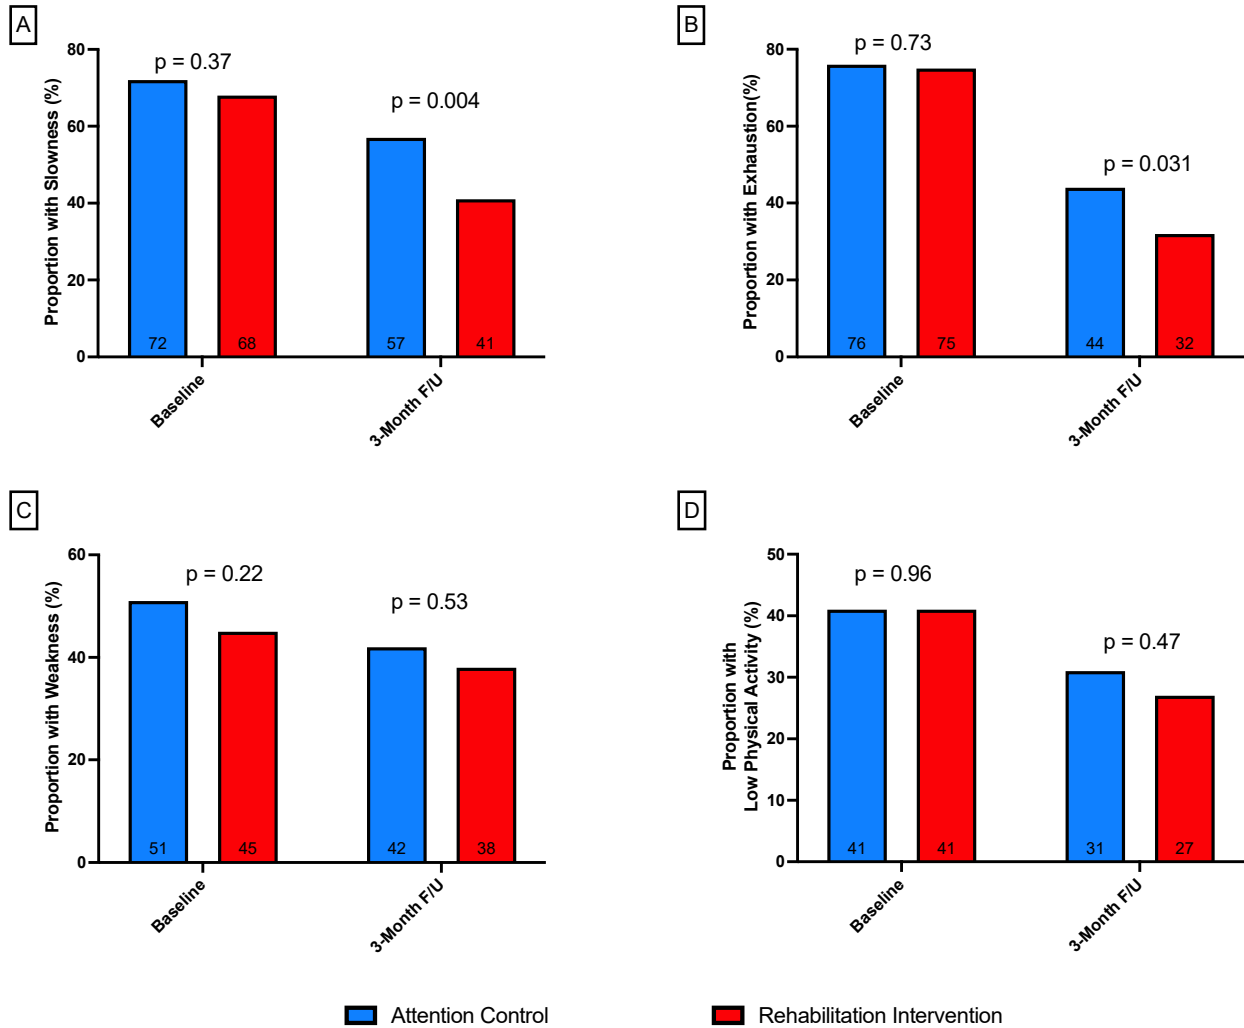 A
Proportion with Slowness (%)
80
60
40
20
0
p = 0.37
p = 0.004
72
68
57
41
Baseline
3-Month F/U
B
Proportion with Exhaustion(%)
80
60
40
20
0
p = 0.73
p = 0.031
76
75
44
32
Baseline
3-Month F/U
C
Proportion with Weakness (%)
60
40
20
0
p = 0.22
p = 0.53
51
45
42
38
Baseline
3-Month F/U
D
Proportion with
Low Physical Activity (%)
50
40
30
20
10
0
p = 0.96
p = 0.47
41
41
31
27
Baseline
3-Month F/U
Attention Control
Rehabilitation Intervention